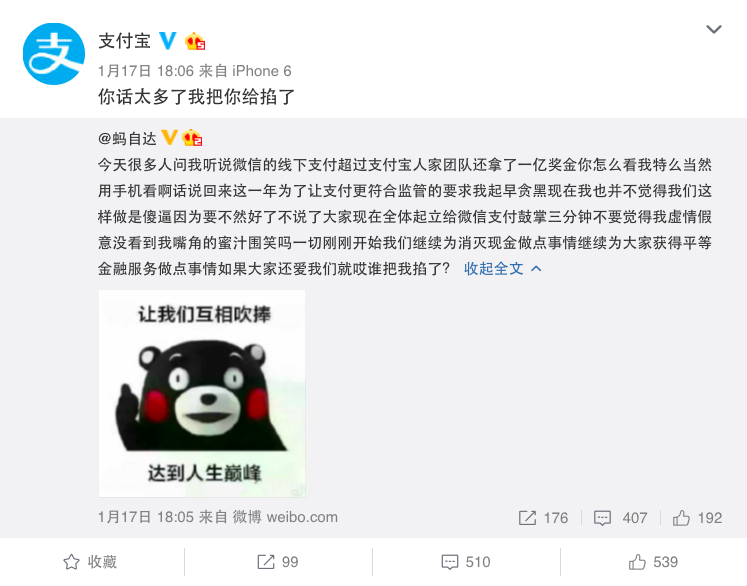 支付宝
1月17日 18:06 来自 iPhone 6
你话太多了我把你给掐了
@蚂自达
今天很多人问我听说微信的线下支付超过支付宝人家团队还拿了一亿奖金你怎么看我特么当然
用手机看啊话说回来这一年为了让支付更符合监管的要求我起早贪黑现在我也并不觉得我们这
样做是傻逼因为要不然好了不说了大家现在全体起立给微信支付鼓掌三分钟不要觉得我虚情假
意没看到我嘴角的蜜汁围笑吗一切刚刚开始我们继续为消灭现金做点事情继续为大家获得平等
金融服务做点事情如果大家还爱我们就哎谁把我掐了? 收起全文
让我们互相吹捧
达到人生巅峰
1月17日 18:05 来自 微博 weibo.com
176 407 192
收藏 99 510 539